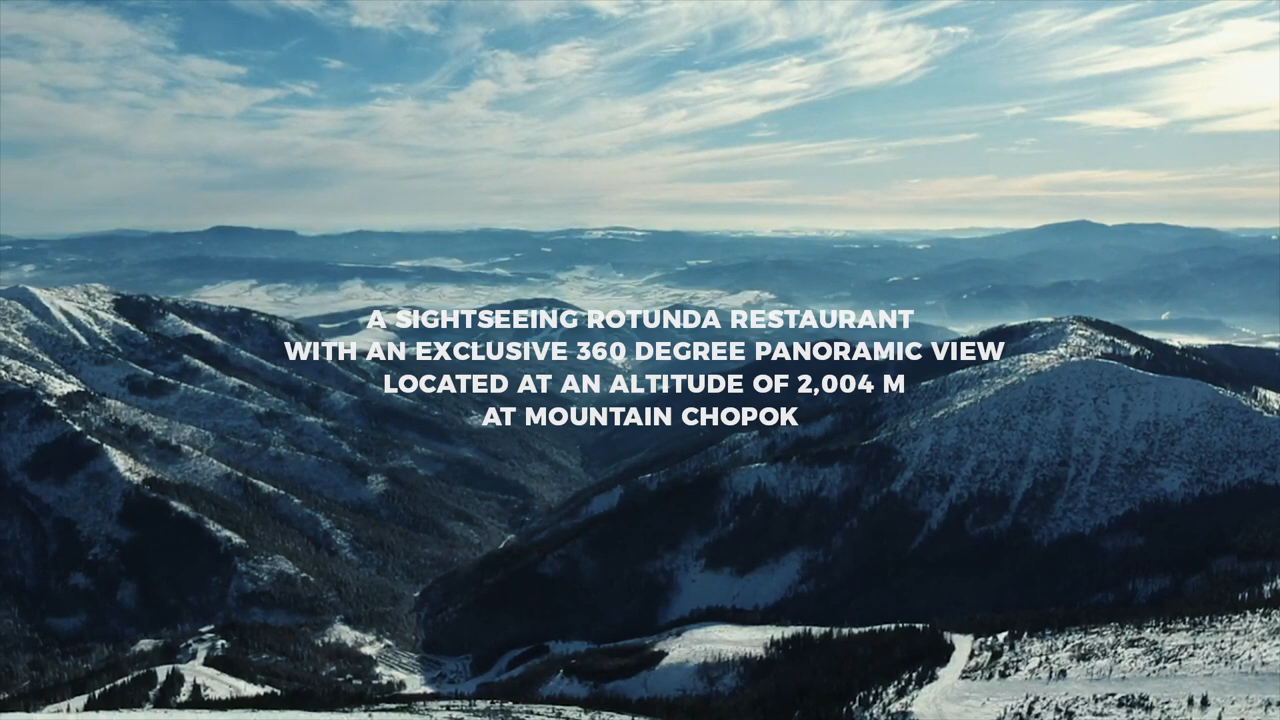 A SIGHTSEEING ROTUNDA RESTAURANT
WITH AN EXCLUSIVE 360 DEGREE PANORAMIC VIEW
LOCATED AT AN ALTITUDE OF 2,004 M
AT MOUNTAIN CHOPOK